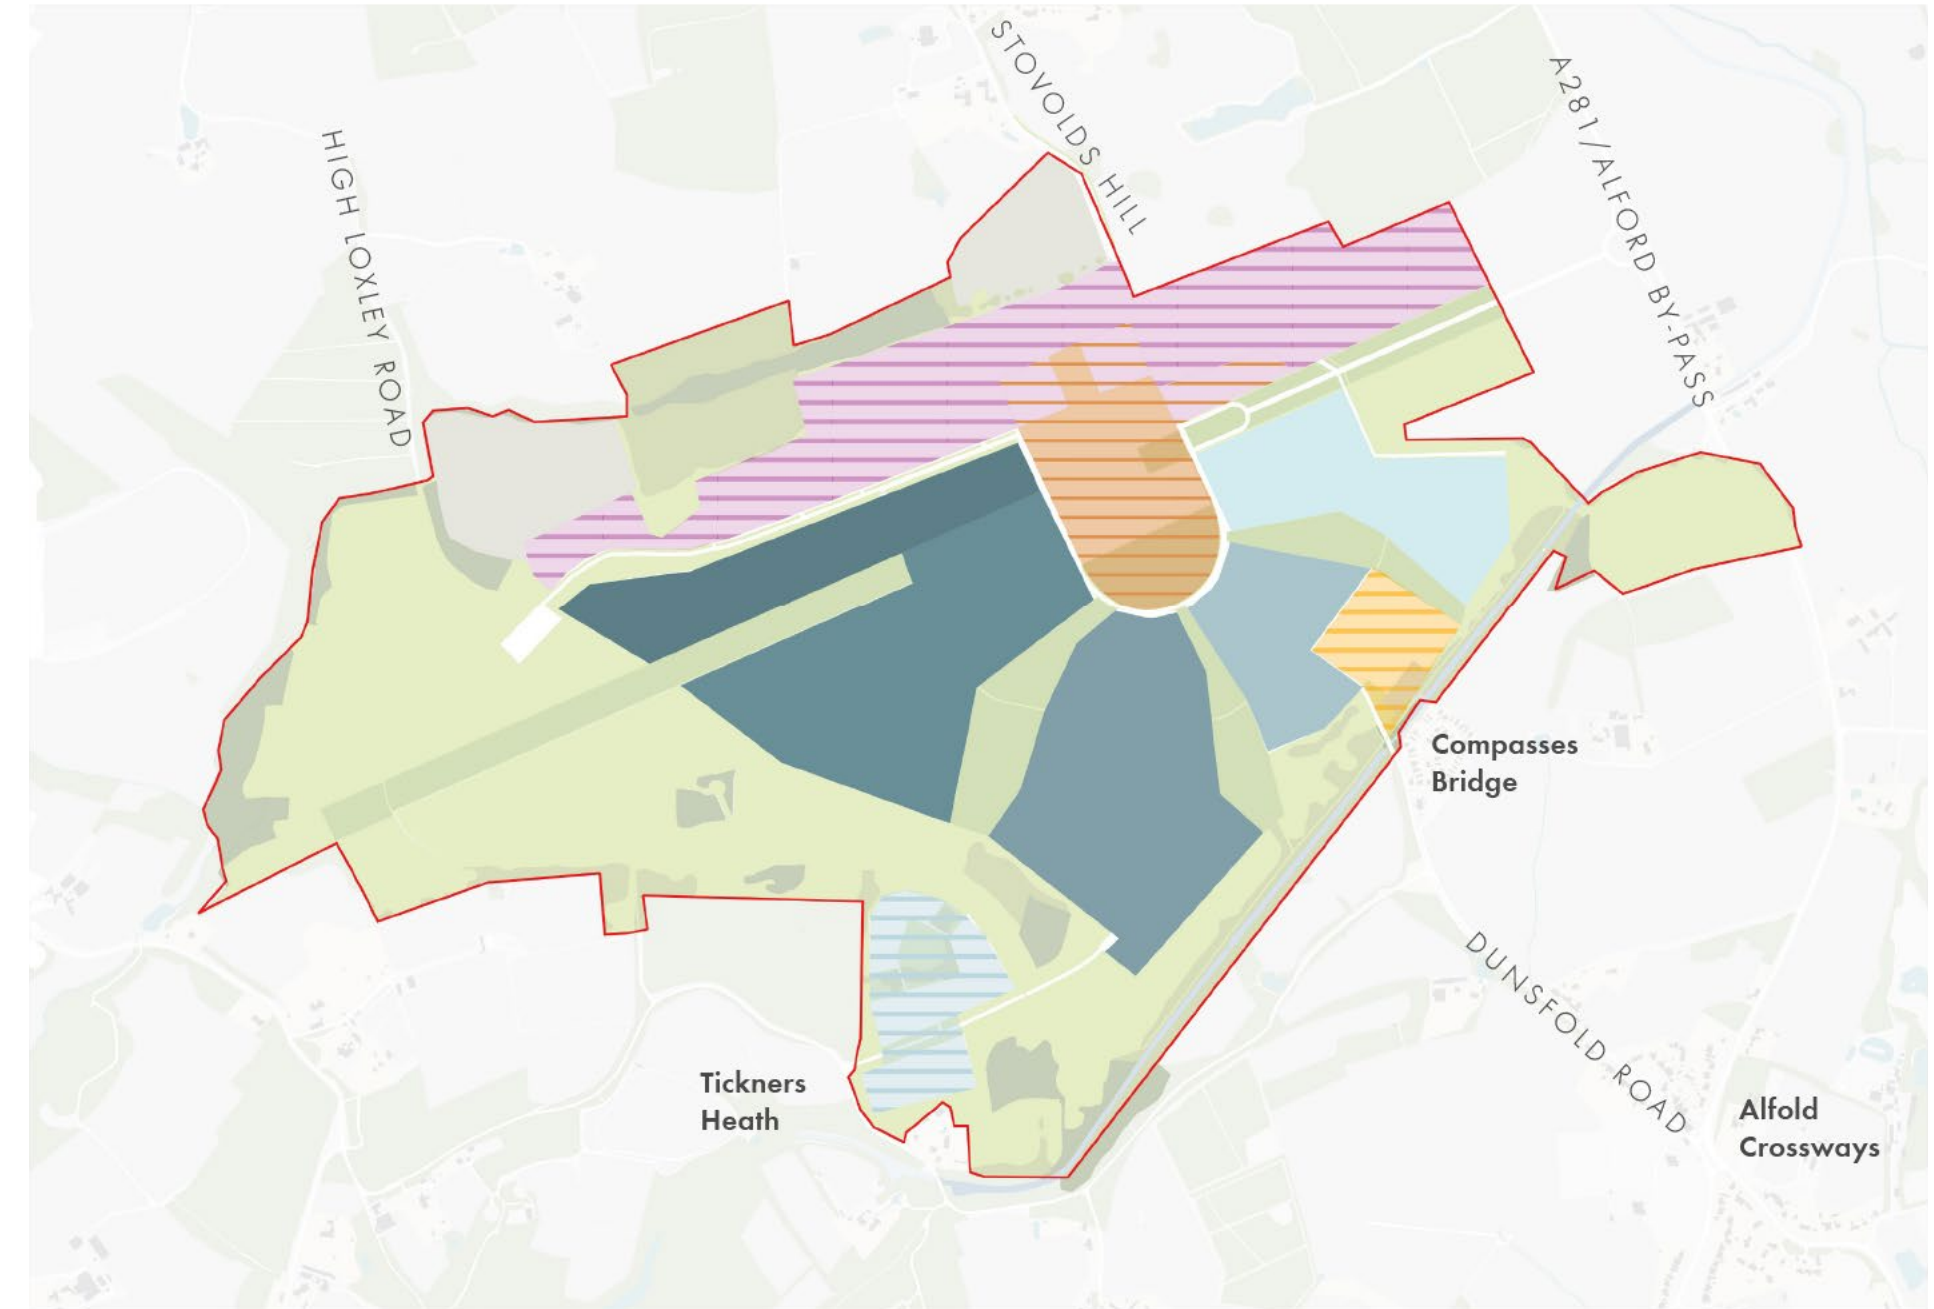 STOVOLDS HILL
A281/ALFORD BY-PASS
HIGH LOXLEY ROAD
Compasses
Bridge
DUNSFOLD ROAD
Tickners
Heath
Alfold
Crossways